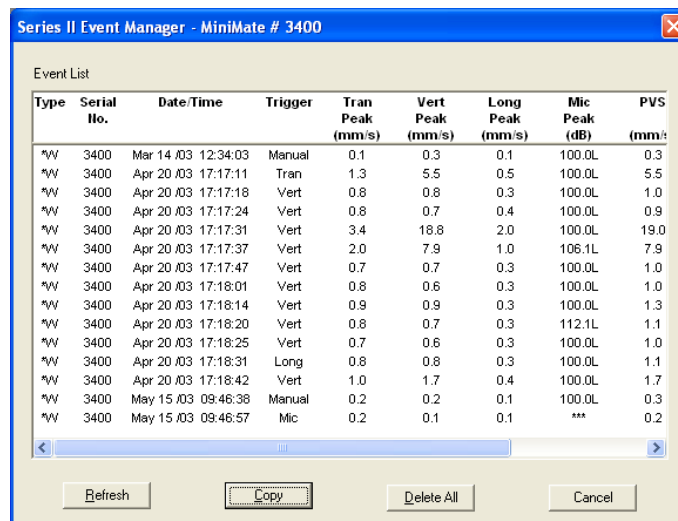 Series II Event Manager - MiniMate # 3400
Event List
Type Serial No. Date/Time Trigger Tran Peak (mm/s) Vert Peak (mm/s) Long Peak (mm/s) Mic Peak (dB) PVS (mm/s
*W 3400 Mar 14 /03 12:34:03 Manual 0.1 0.3 0.1 100.0L 0.3
*W 3400 Apr 20 /03 17:17:11 Tran 1.3 5.5 0.5 100.0L 5.5
*W 3400 Apr 20 /03 17:17:18 Vert 0.8 0.8 0.3 100.0L 1.0
*W 3400 Apr 20 /03 17:17:24 Vert 0.8 0.7 0.4 100.0L 0.9
*W 3400 Apr 20 /03 17:17:31 Vert 3.4 18.8 2.0 100.0L 19.0
*W 3400 Apr 20 /03 17:17:37 Vert 2.0 7.9 1.0 106.1L 7.9
*W 3400 Apr 20 /03 17:17:47 Vert 0.7 0.7 0.3 100.0L 1.0
*W 3400 Apr 20 /03 17:18:01 Vert 0.8 0.6 0.3 100.0L 1.0
*W 3400 Apr 20 /03 17:18:14 Vert 0.9 0.9 0.3 100.0L 1.3
*W 3400 Apr 20 /03 17:18:20 Vert 0.8 0.7 0.3 112.1L 1.1
*W 3400 Apr 20 /03 17:18:25 Vert 0.7 0.6 0.3 100.0L 1.0
*W 3400 Apr 20 /03 17:18:31 Long 0.8 0.8 0.3 100.0L 1.1
*W 3400 Apr 20 /03 17:18:42 Vert 1.0 1.7 0.4 100.0L 1.7
*W 3400 May 15 /03 09:46:38 Manual 0.2 0.2 0.1 100.0L 0.3
*W 3400 May 15 /03 09:46:57 Mic 0.2 0.1 0.1 *** 0.2
Refresh Copy Delete All Cancel